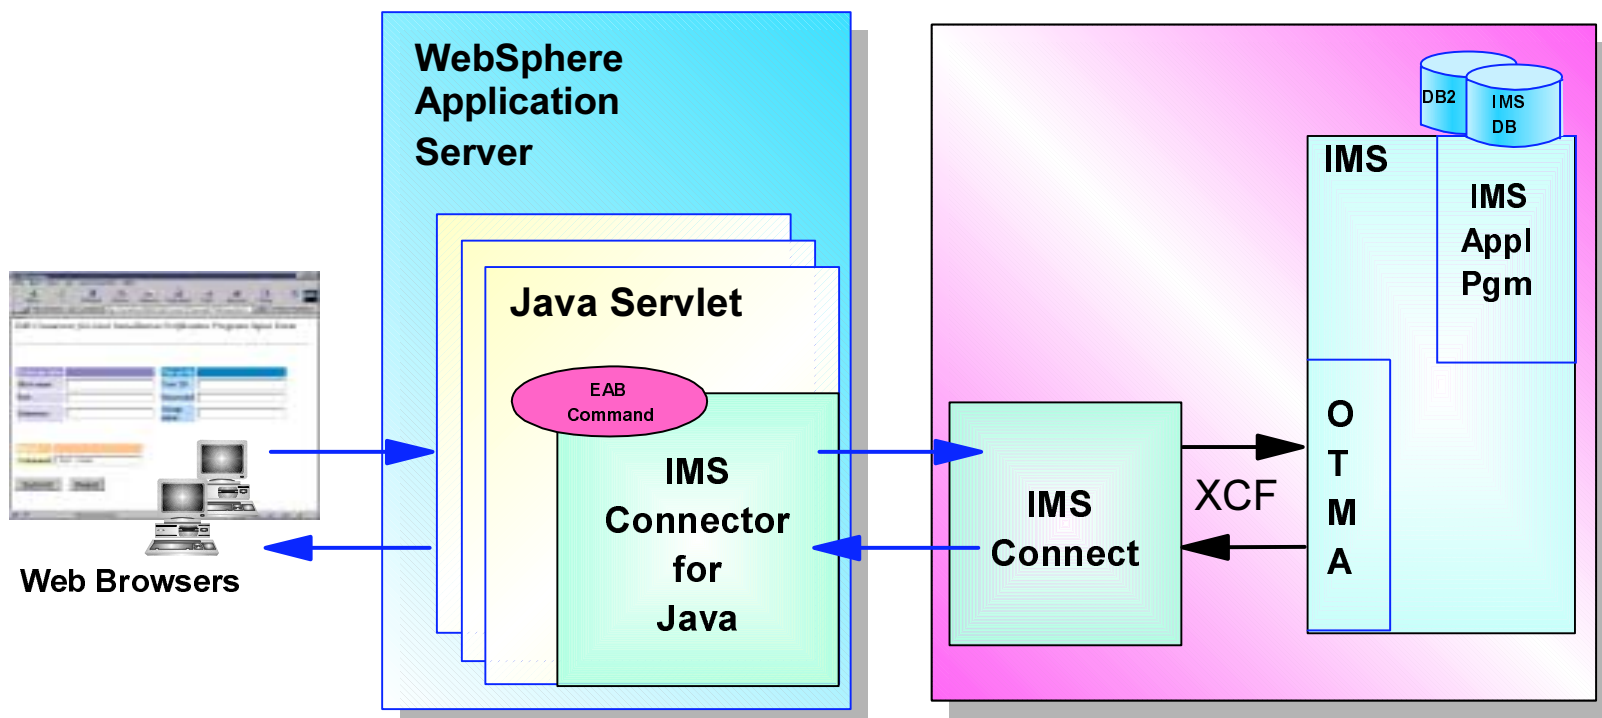 WebSphere
Application
Server
Java Servlet
EAB
Command
IMS
Connector
for
Java
Web Browsers
IMS
Connect
XCF
DB2
IMS
DB
IMS
IMS
Appl
Pgm
O
T
M
A